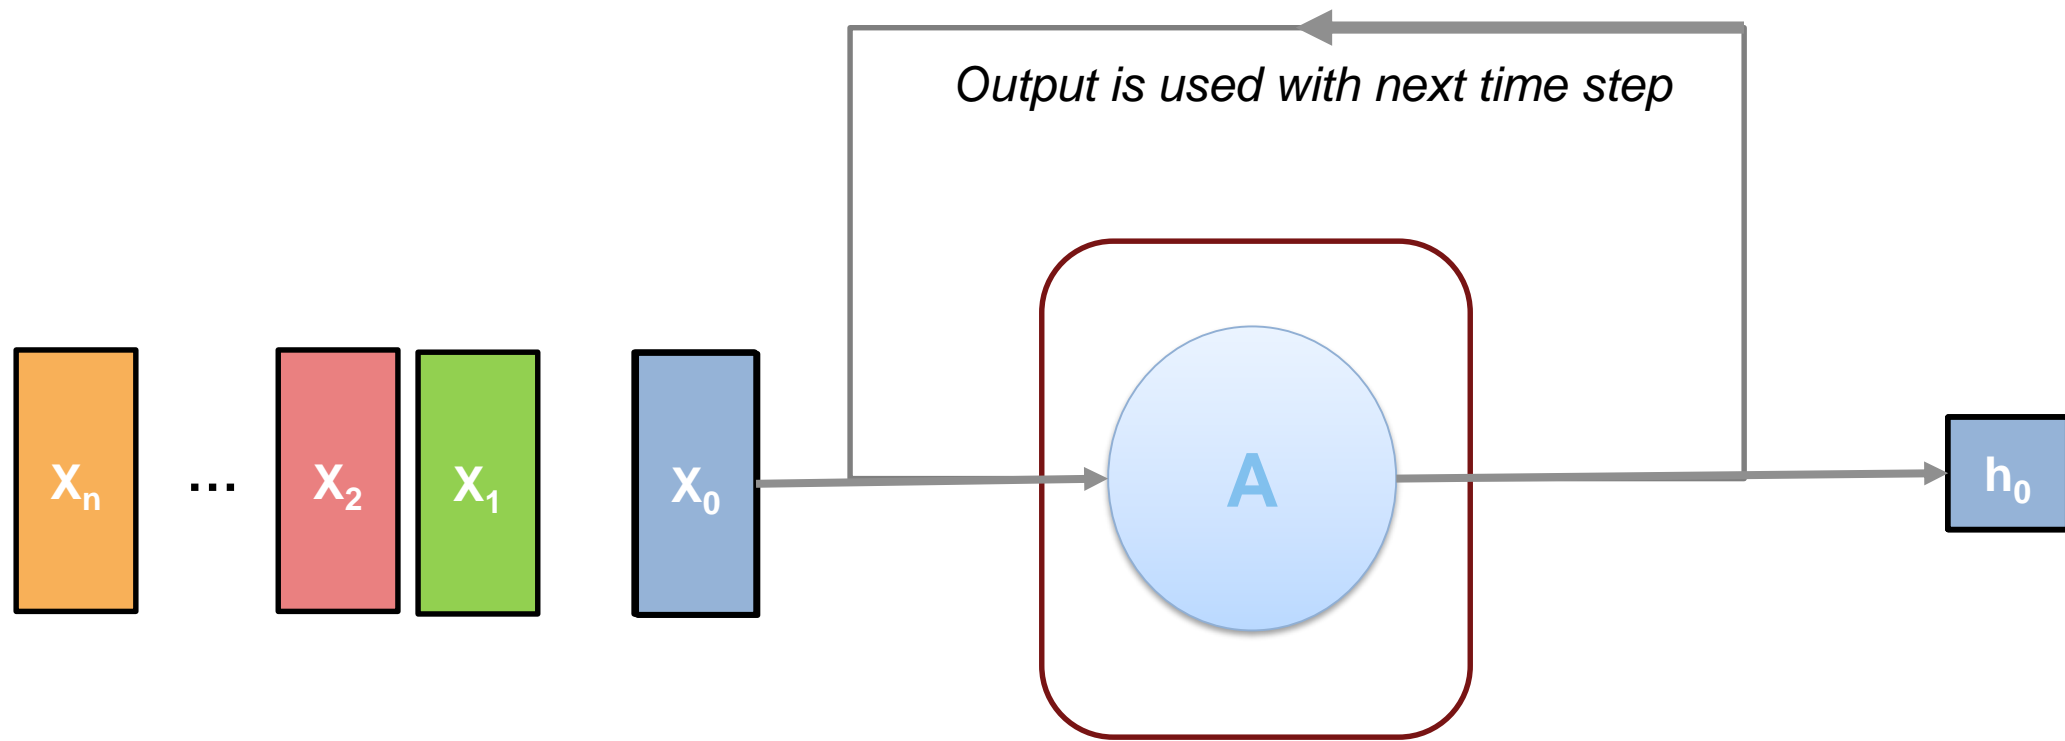 Output is used with next time step
Xn ... X2 X1 X0 A h0